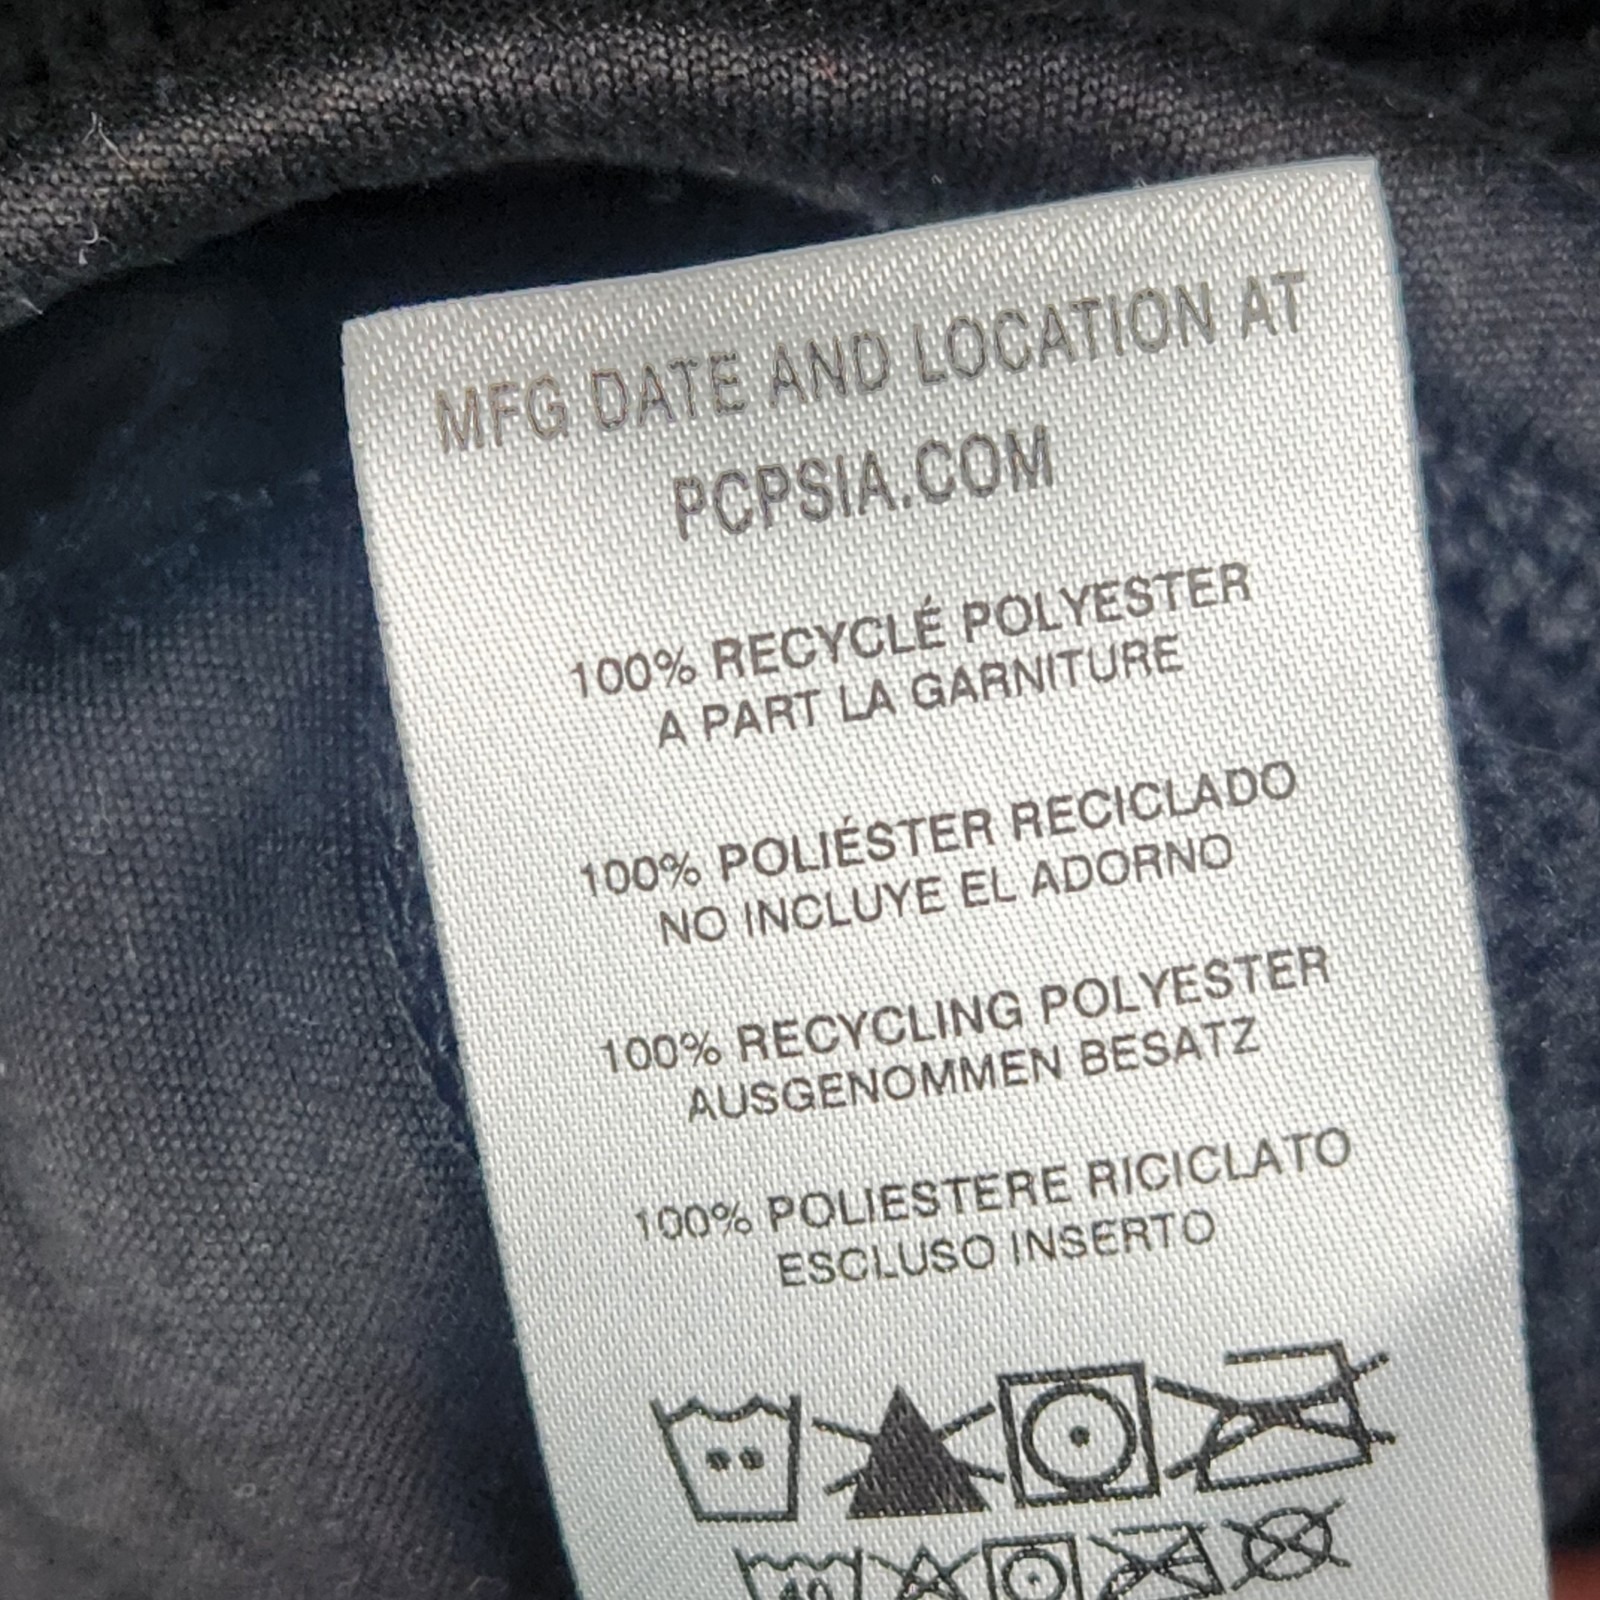 MFG DATE AND LOCATION AT
PCPSIA.COM
100% RECYCLÉ POLYESTER
A PART LA GARNITURE
100% POLIÉSTER RECICLADO
NO INCLUYE EL ADORNO
100% RECYCLING POLYESTER
AUSGENOMMEN BESATZ
100% POLIESTERE RICICLATO
ESCLUSO INSERTO
40